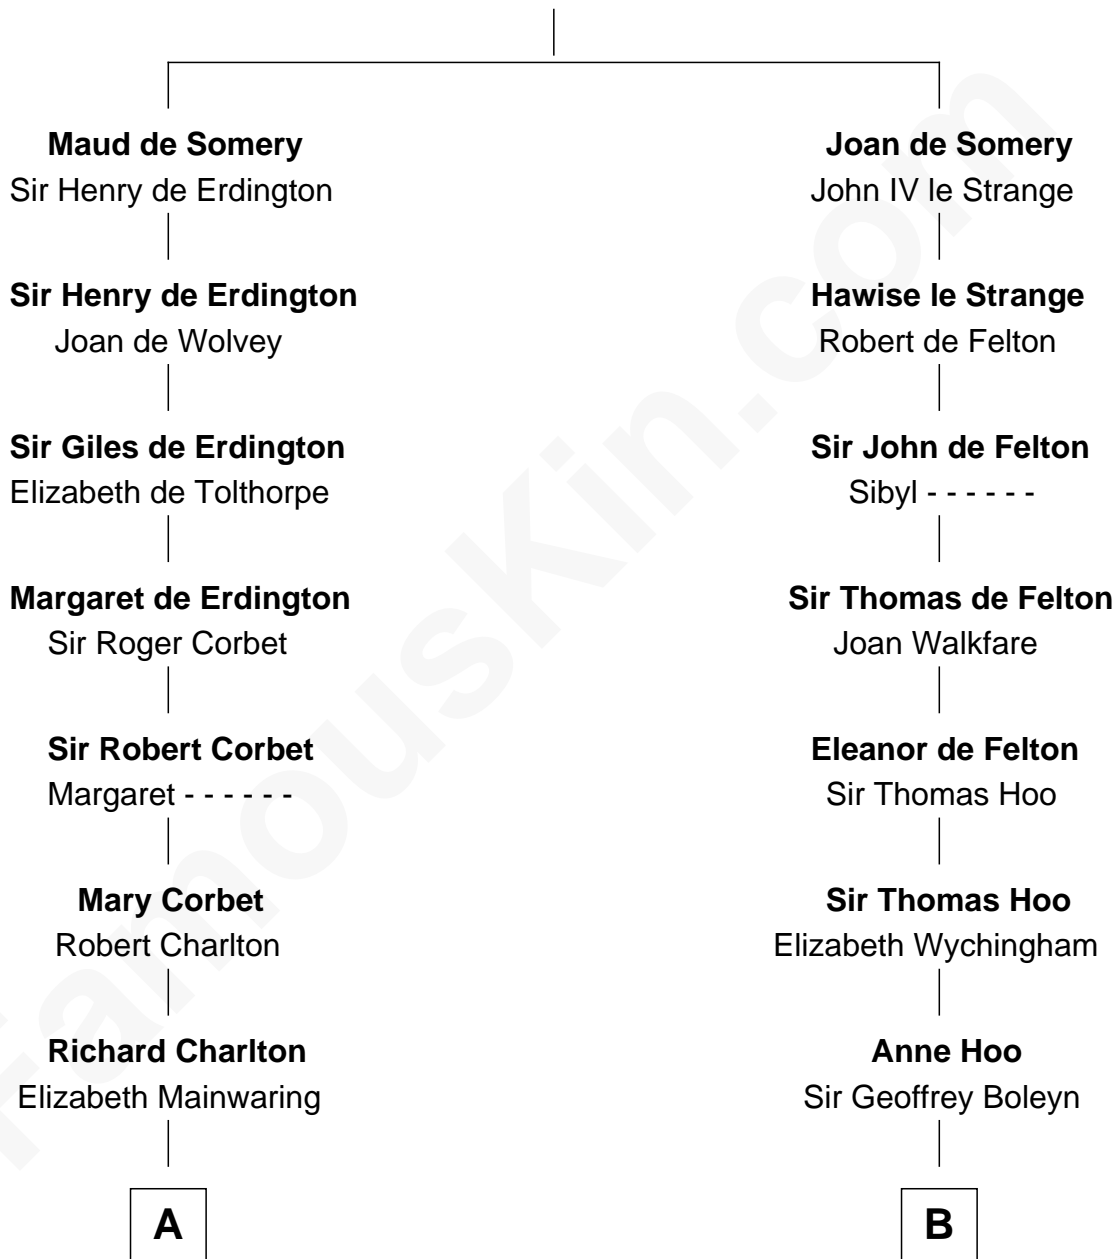 Maud de Somery
Sir Henry de Erdington
Sir Henry de Erdington
Joan de Wolvey
Sir Giles de Erdington
Elizabeth de Tolthorpe
Margaret de Erdington
Sir Roger Corbet
Sir Robert Corbet
Margaret - - - - - -
Mary Corbet
Robert Charlton
Richard Charlton
Elizabeth Mainwaring
A
Joan de Somery
John IV le Strange
Hawise le Strange
Robert de Felton
Sir John de Felton
Sibyl - - - - - -
Sir Thomas de Felton
Joan Walkfare
Eleanor de Felton
Sir Thomas Hoo
Sir Thomas Hoo
Elizabeth Wychingham
Anne Hoo
Sir Geoffrey Boleyn
B
FamousKin.com